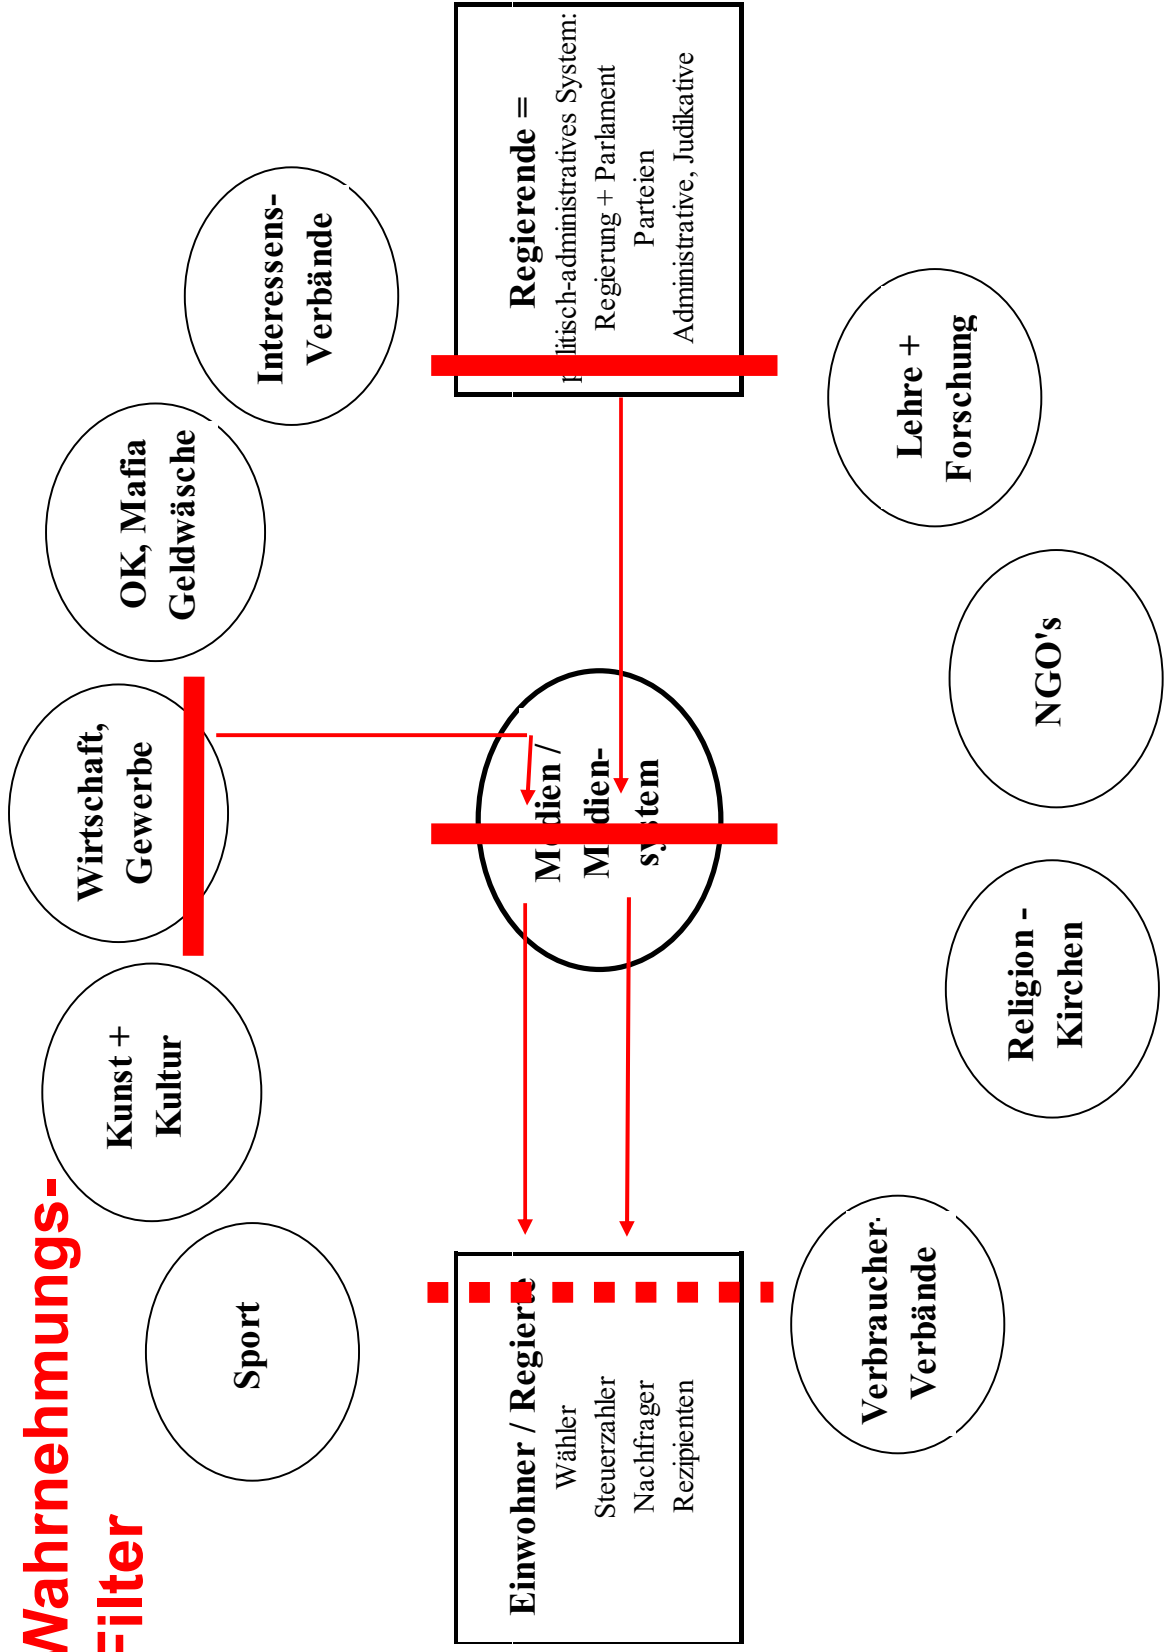 Wahrnehmungs-
Filter
Sport
Kunst +
Kultur
Wirtschaft,
Gewerbe
OK, Mafia
Geldwäsche
Interessens-
Verbände
Einwohner / Regierte
Wähler
Steuerzahler
Nachfrager
Rezipienten
Medien /
Medien-
system
Regierende =
politisch-administratives System:
Regierung + Parlament
Parteien
Administrative, Judikative
Verbraucher-
Verbände
Religion -
Kirchen
NGO's
Lehre +
Forschung